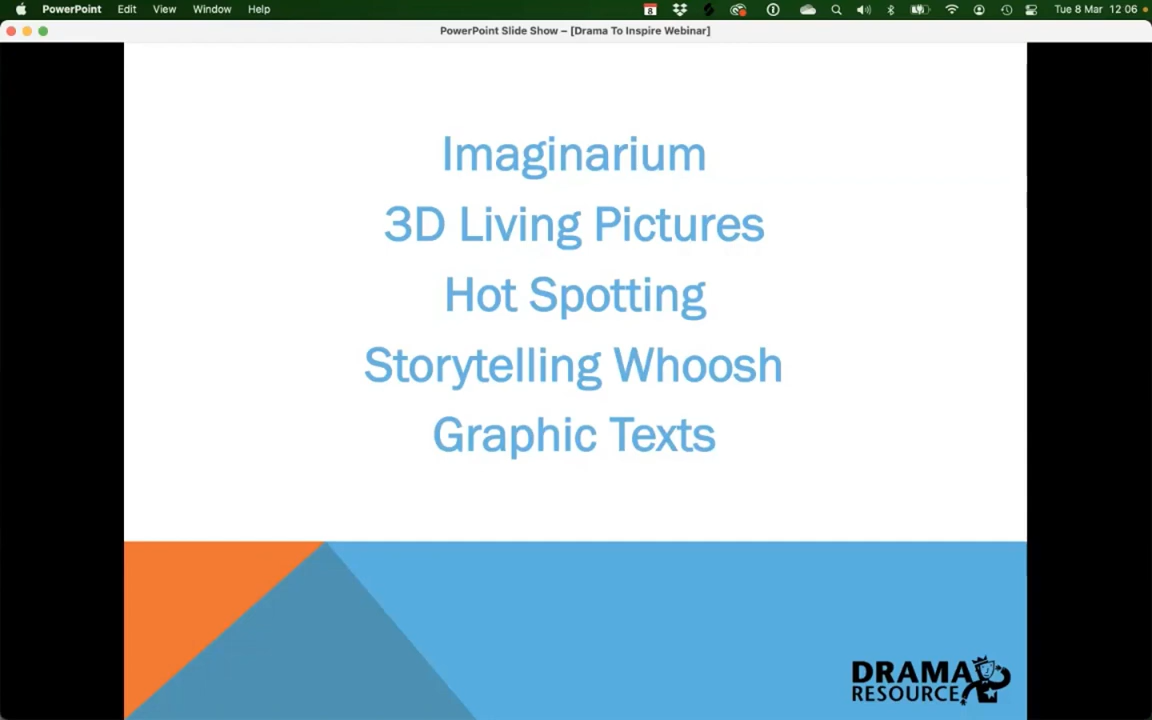 PowerPoint Edit View Window Help 8 Tue 8 Mar 12 06
PowerPoint Slide Show – [Drama To Inspire Webinar]
Imaginarium
3D Living Pictures
Hot Spotting
Storytelling Whoosh
Graphic Texts
DRAMA
RESOURCE